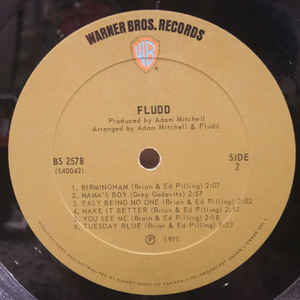 WARNER BROS. RECORDS
WB
FLUDD
Produced by Adam Mitchell
Arranged by Adam Mitchell & Fludd
BS 2578
(S40042)
SIDE
2
1. BIRMINGHAM (Brian & Ed Pilling) 2:07
2. MAMA'S BOY (Greg Godovitz) 2:52
3. EASY BEING NO ONE (Brian & Ed Pilling) 2:02
4. MAKE IT BETTER (Brian & Ed Pilling) 2:52
5. YOU SEE ME (Brain & Ed Pilling) 2:18
6. TUESDAY BLUE (Brian & Ed Pilling) 3:23
℗ 1971